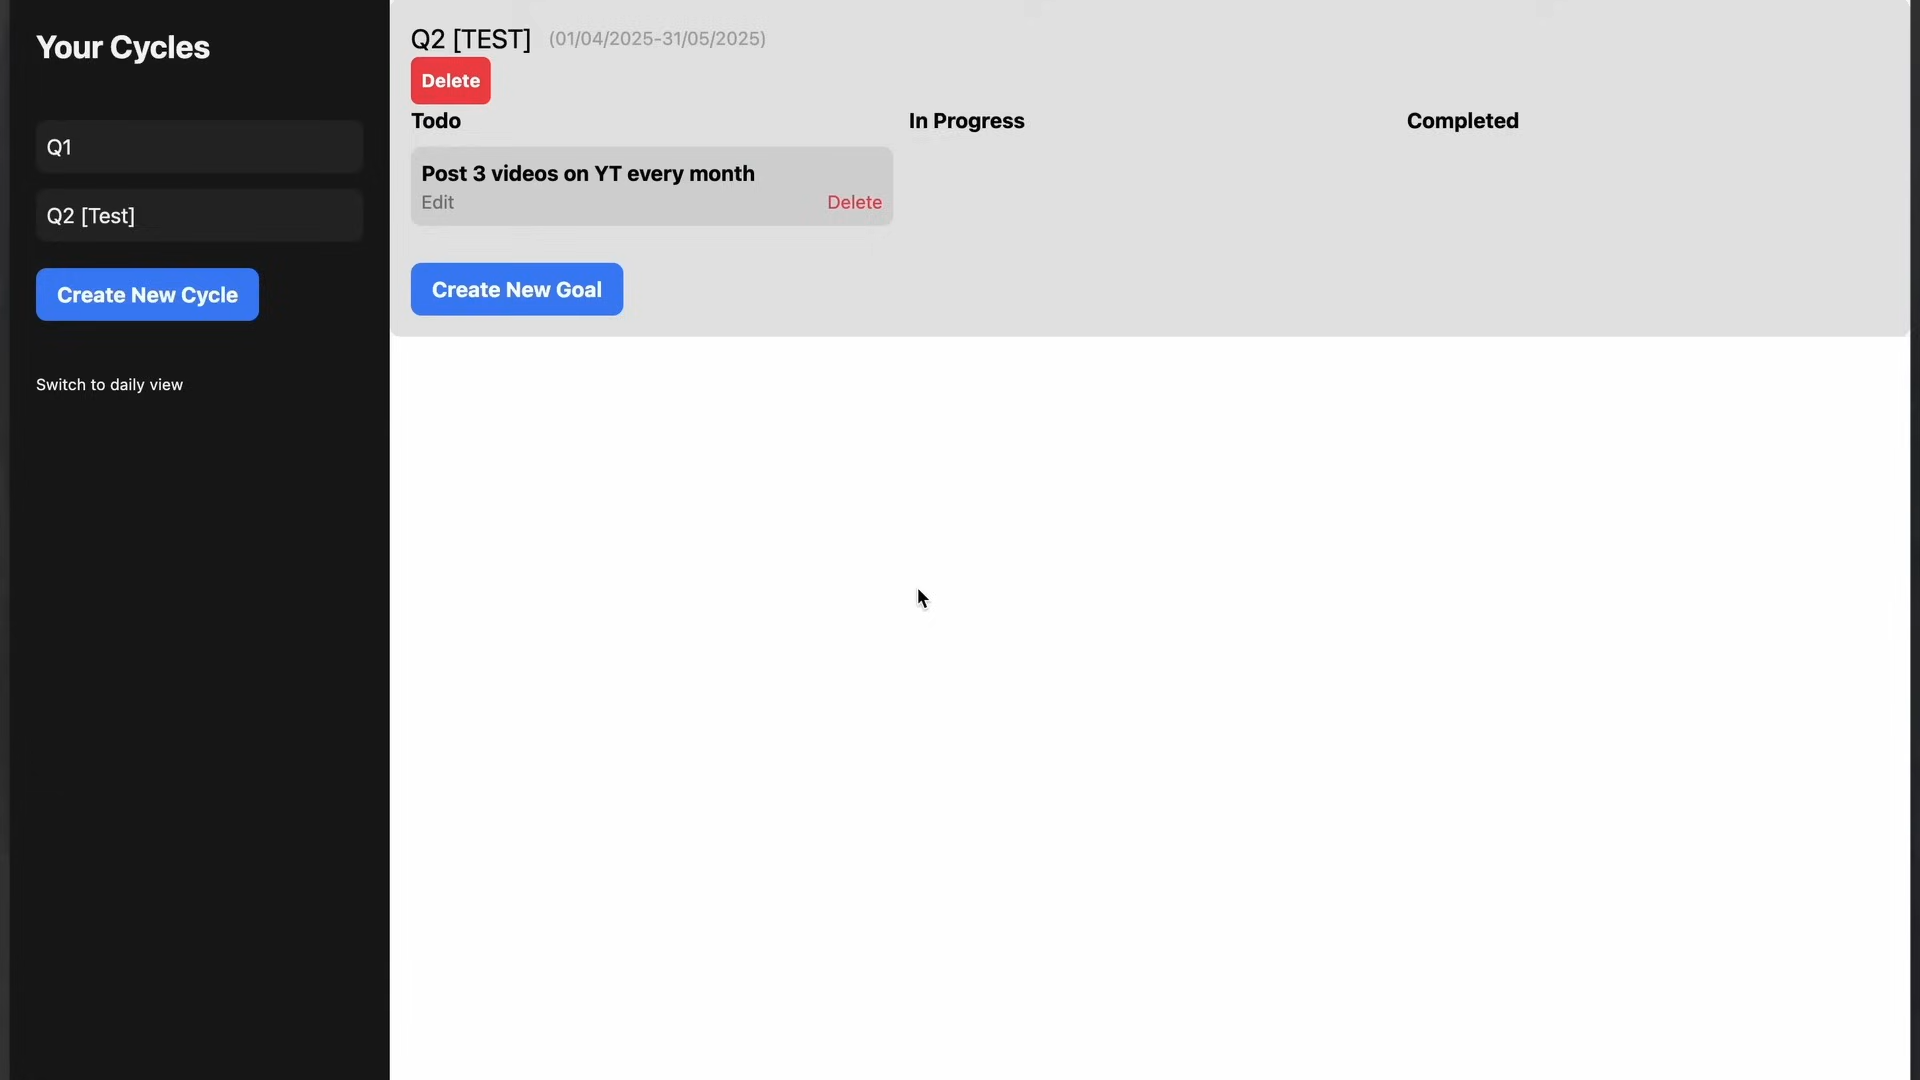 Your Cycles
Q1
Q2 [Test]
Create New Cycle
Switch to daily view
Q2 [TEST] (01/04/2025-31/05/2025)
Delete
Todo
Post 3 videos on YT every month
Edit Delete
Create New Goal
In Progress
Completed